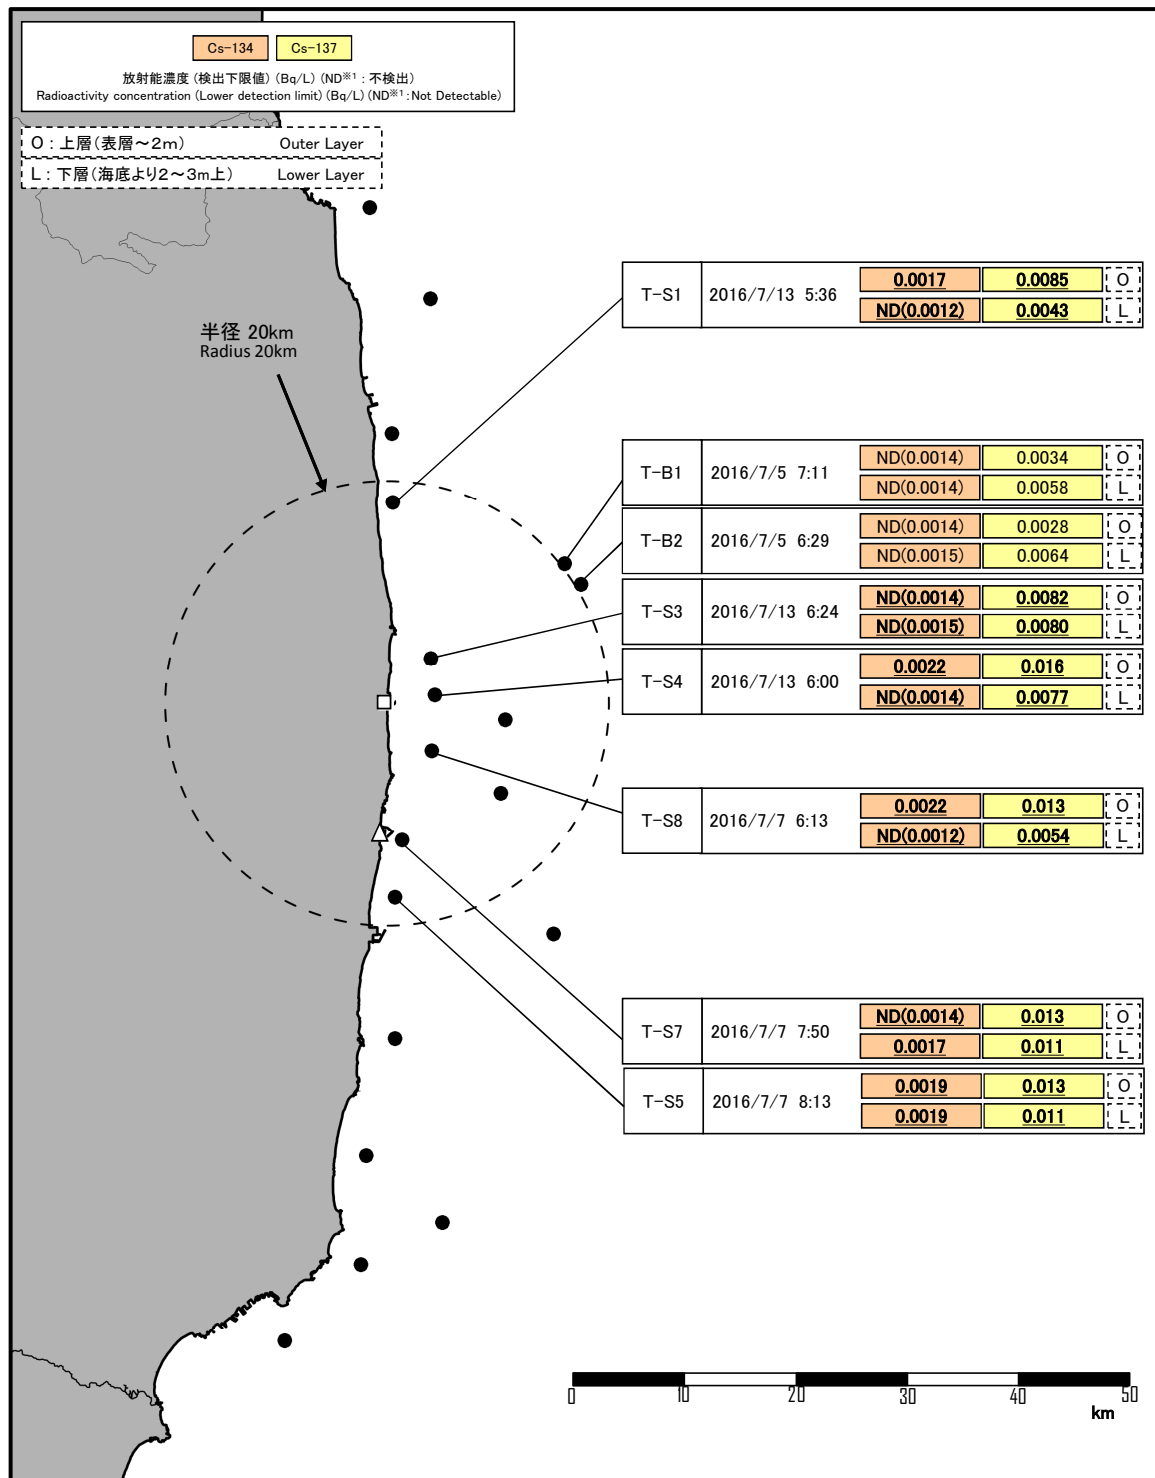 Cs-134 Cs-137
放射能濃度 (検出下限値) (Bq/L) (ND※1 : 不検出)
Radioactivity concentration (Lower detection limit) (Bq/L) (ND※1 : Not Detectable)
O : 上層(表層～2m) Outer Layer
L : 下層(海底より2～3m上) Lower Layer
半径 20km
Radius 20km
T-S1 2016/7/13 5:36
0.0017 0.0085 O
ND(0.0012) 0.0043 L
T-B1 2016/7/5 7:11
ND(0.0014) 0.0034 O
ND(0.0014) 0.0058 L
T-B2 2016/7/5 6:29
ND(0.0014) 0.0028 O
ND(0.0015) 0.0064 L
T-S3 2016/7/13 6:24
ND(0.0014) 0.0082 O
ND(0.0015) 0.0080 L
T-S4 2016/7/13 6:00
0.0022 0.016 O
ND(0.0014) 0.0077 L
T-S8 2016/7/7 6:13
0.0022 0.013 O
ND(0.0012) 0.0054 L
T-S7 2016/7/7 7:50
ND(0.0014) 0.013 O
0.0017 0.011 L
T-S5 2016/7/7 8:13
0.0019 0.013 O
0.0019 0.011 L
0 10 20 30 40 50
km